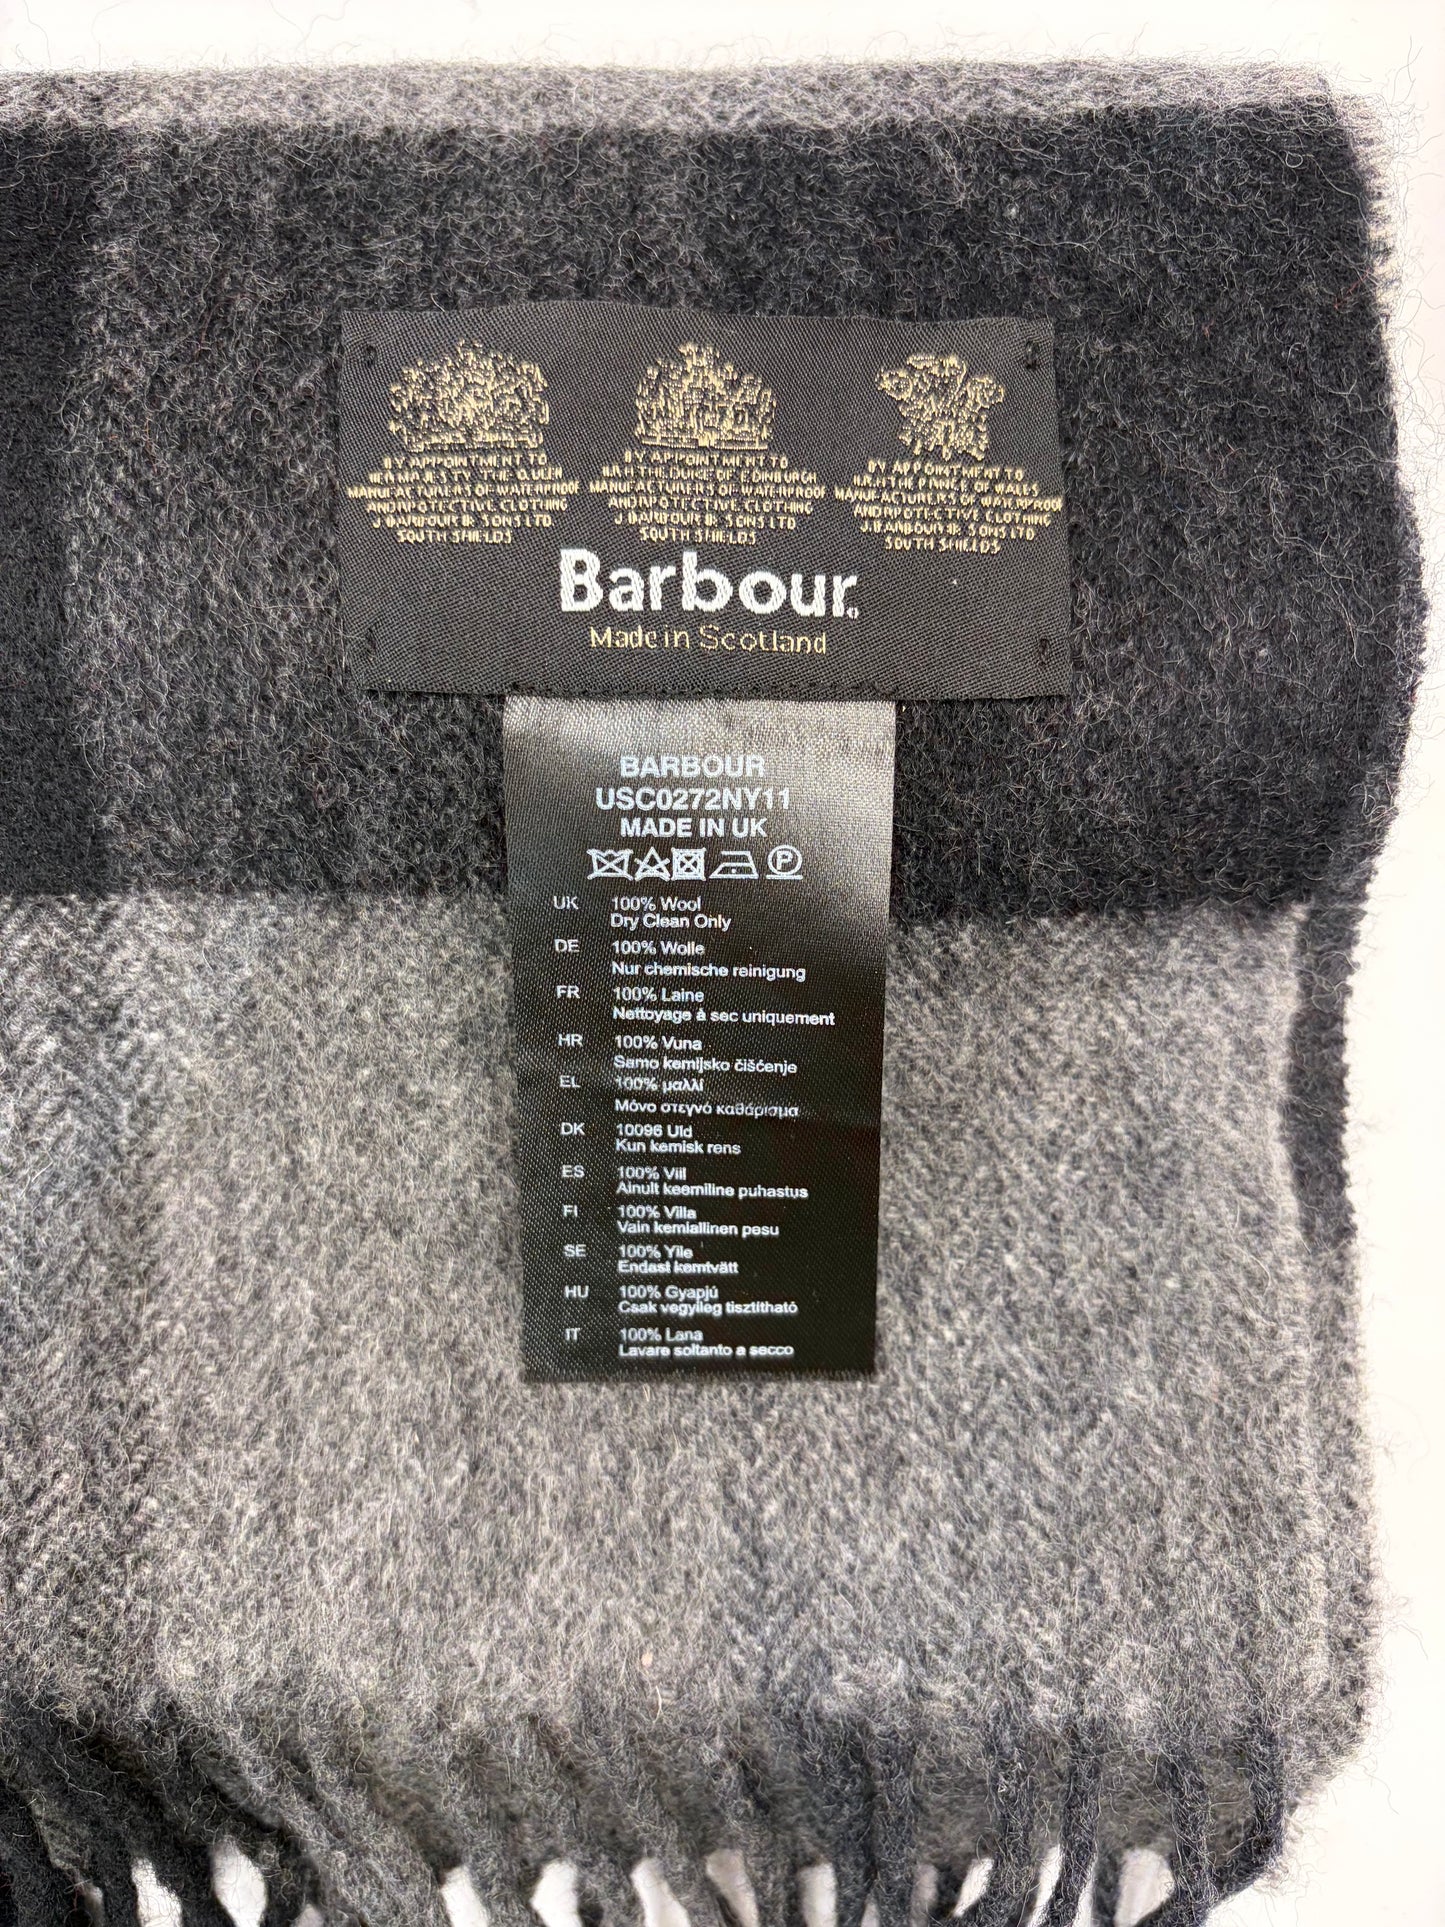 BY APPOINTMENT TO
HER MAJESTY THE QUEEN
MANUFACTURERS OF WATERPROOF
AND RPOTECTIVE CLOTHING
J. BARBOUR & SONS LTD
SOUTH SHIELDS
BY APPOINTMENT TO
H.R.H THE DUKE OF EDINBURGH
MANUFACTURERS OF WATERPROOF
AND RPOTECTIVE CLOTHING
J. BARBOUR & SONS LTD
SOUTH SHIELDS
BY APPOINTMENT TO
H.R.H THE PRINCE OF WALES
MANUFACTURERS OF WATERPROOF
AND RPOTECTIVE CLOTHING
J. BARBOUR & SONS LTD
SOUTH SHIELDS
Barbour®
Made in Scotland
BARBOUR
USC0272NY11
MADE IN UK
P
UK 100% Wool
Dry Clean Only
DE 100% Wolle
Nur chemische reinigung
FR 100% Laine
Nettoyage à sec uniquement
HR 100% Vuna
Samo kemijsko čišćenje
EL 100% μαλλί
Μόνο στεγνό καθάρισμα
DK 10096 Uld
Kun kemisk rens
ES 100% Viil
Ainult keemiline puhastus
FI 100% Villa
Vain kemiallinen pesu
SE 100% Ylle
Endast kemtvätt
HU 100% Gyapjú
Csak vegyileg tisztítható
IT 100% Lana
Lavare soltanto a secco